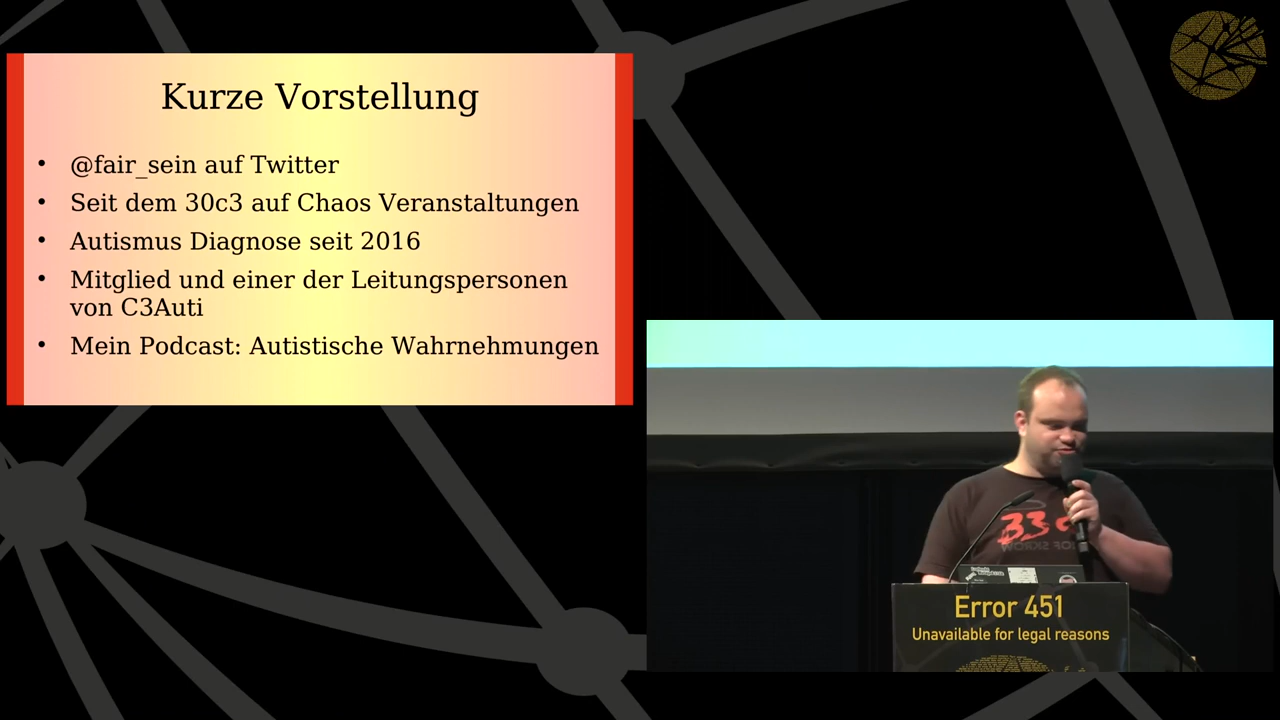 Kurze Vorstellung
• @fair_sein auf Twitter
• Seit dem 30c3 auf Chaos Veranstaltungen
• Autismus Diagnose seit 2016
• Mitglied und einer der Leitungspersonen
von C3Auti
• Mein Podcast: Autistische Wahrnehmungen
33c
Error 451
Unavailable for legal reasons